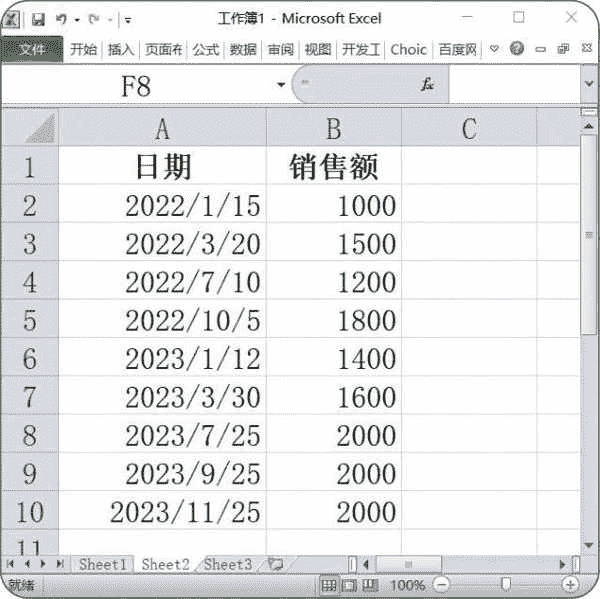 工作簿1 - Microsoft Excel
文件 开始 插入 页面布 公式 数据 审阅 视图 开发工 Choic 百度网
F8 fx
A B C
1 日期 销售额
2 2022/1/15 1000
3 2022/3/20 1500
4 2022/7/10 1200
5 2022/10/5 1800
6 2023/1/12 1400
7 2023/3/30 1600
8 2023/7/25 2000
9 2023/9/25 2000
10 2023/11/25 2000
11
Sheet1 Sheet2 Sheet3
就绪 100%